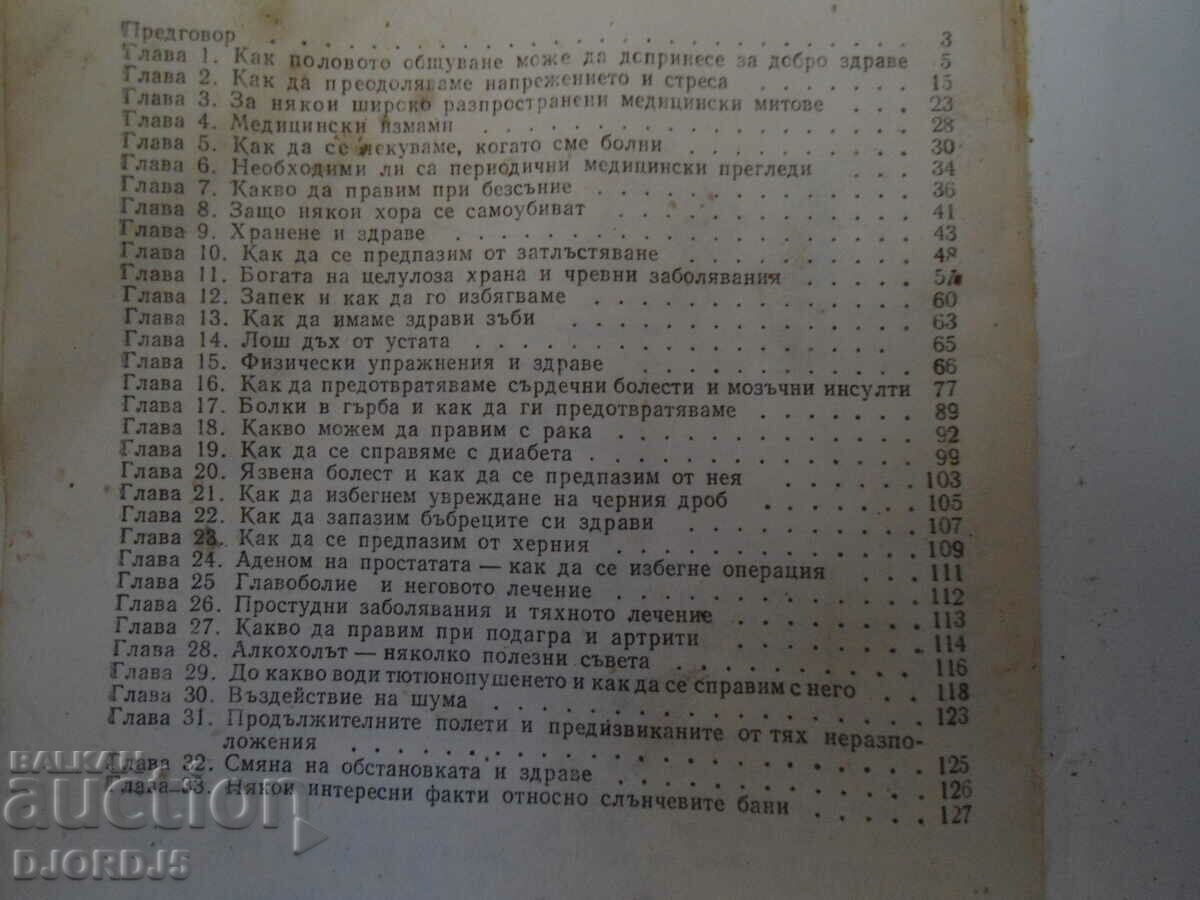 Предговор . . . . . . . . . . . . . . . . 3
Глава 1. Как половото общуване може да допринесе за добро здраве 5
Глава 2. Как да преодоляваме напрежението и стреса . . . . . . 15
Глава 3. За някои широко разпространени медицински митове . . . 23
Глава 4. Медицински измами . . . . . . . . . . . . . . 28
Глава 5. Как да се лекуваме, когато сме болни . . . . . . . . 30
Глава 6. Необходими ли са периодични медицински прегледи . . . 34
Глава 7. Какво да правим при безсъние . . . . . . . . . . 36
Глава 8. Защо някои хора се самоубиват . . . . . . . . . . 41
Глава 9. Хранене и здраве . . . . . . . . . . . . . . 43
Глава 10. Как да се предпазим от затлъстяване . . . . . . . . 48
Глава 11. Богата на целулоза храна и чревни заболявания . . . .
Глава 12. Запек и как да го избягваме . . . . . . . . . . 60
Глава 13. Как да имаме здрави зъби . . . . . . . . . . . 63
Глава 14. Лош дъх от устата . . . . . . . . . . . . . . 65
Глава 15. Физически упражнения и здраве . . . . . . . . . 66
Глава 16. Как да предотвратяваме сърдечни болести и мозъчни инсулти 77
Глава 17. Болки в гърба и как да ги предотвратяваме . . . . . 89
Глава 18. Какво можем да правим с рака . . . . . . . . . 92
Глава 19. Как да се справяме с диабета . . . . . . . . . . 99
Глава 20. Язвена болест и как да се предпазим от нея . . . . . 103
Глава 21. Как да избегнем увреждане на черния дроб . . . . . 105
Глава 22. Как да запазим бъбреците си здрави . . . . . . . 107
Глава 23. Как да се предпазим от херния . . . . . . . . . 109
Глава 24. Аденом на простатата — как да се избегне операция . . . 111
Глава 25 Главоболие и неговото лечение . . . . . . . . . 112
Глава 26. Простудни заболявания и тяхното лечение . . . . . . 113
Глава 27. Какво да правим при подагра и артрити . . . . . . 114
Глава 28. Алкохолът — няколко полезни съвета . . . . . . . 116
Глава 29. До какво води тютюнопушенето и как да се справим с него . . 118
Глава 30. Въздействие на шума . . . . . . . . . . . . . 123
Глава 31. Продължителните полети и предизвиканите от тях неразпо-
ложения . . . . . . . . . . . . . . . . . . 125
Глава 32. Смяна на обстановката и здраве . . . . . . . . . 126
Глава 33. Някои интересни факти относно слънчевите бани . . . . . 127
BALKAN
auction
DJORDJ5